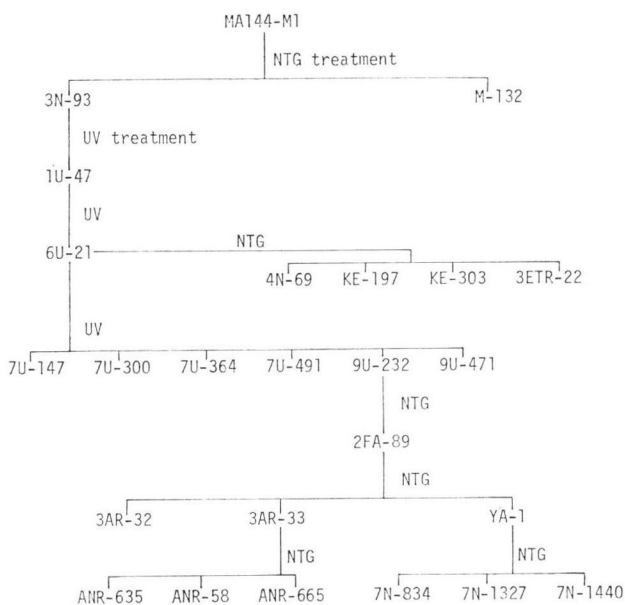 MA144-M1
NTG treatment
3N-93 M-132
UV treatment
1U-47
UV
6U-21 NTG
4N-69 KE-197 KE-303 3ETR-22
UV
7U-147 7U-300 7U-364 7U-491 9U-232 9U-471
NTG
2FA-89
NTG
3AR-32 3AR-33 YA-1
NTG NTG
ANR-635 ANR-58 ANR-665 7N-834 7N-1327 7N-1440